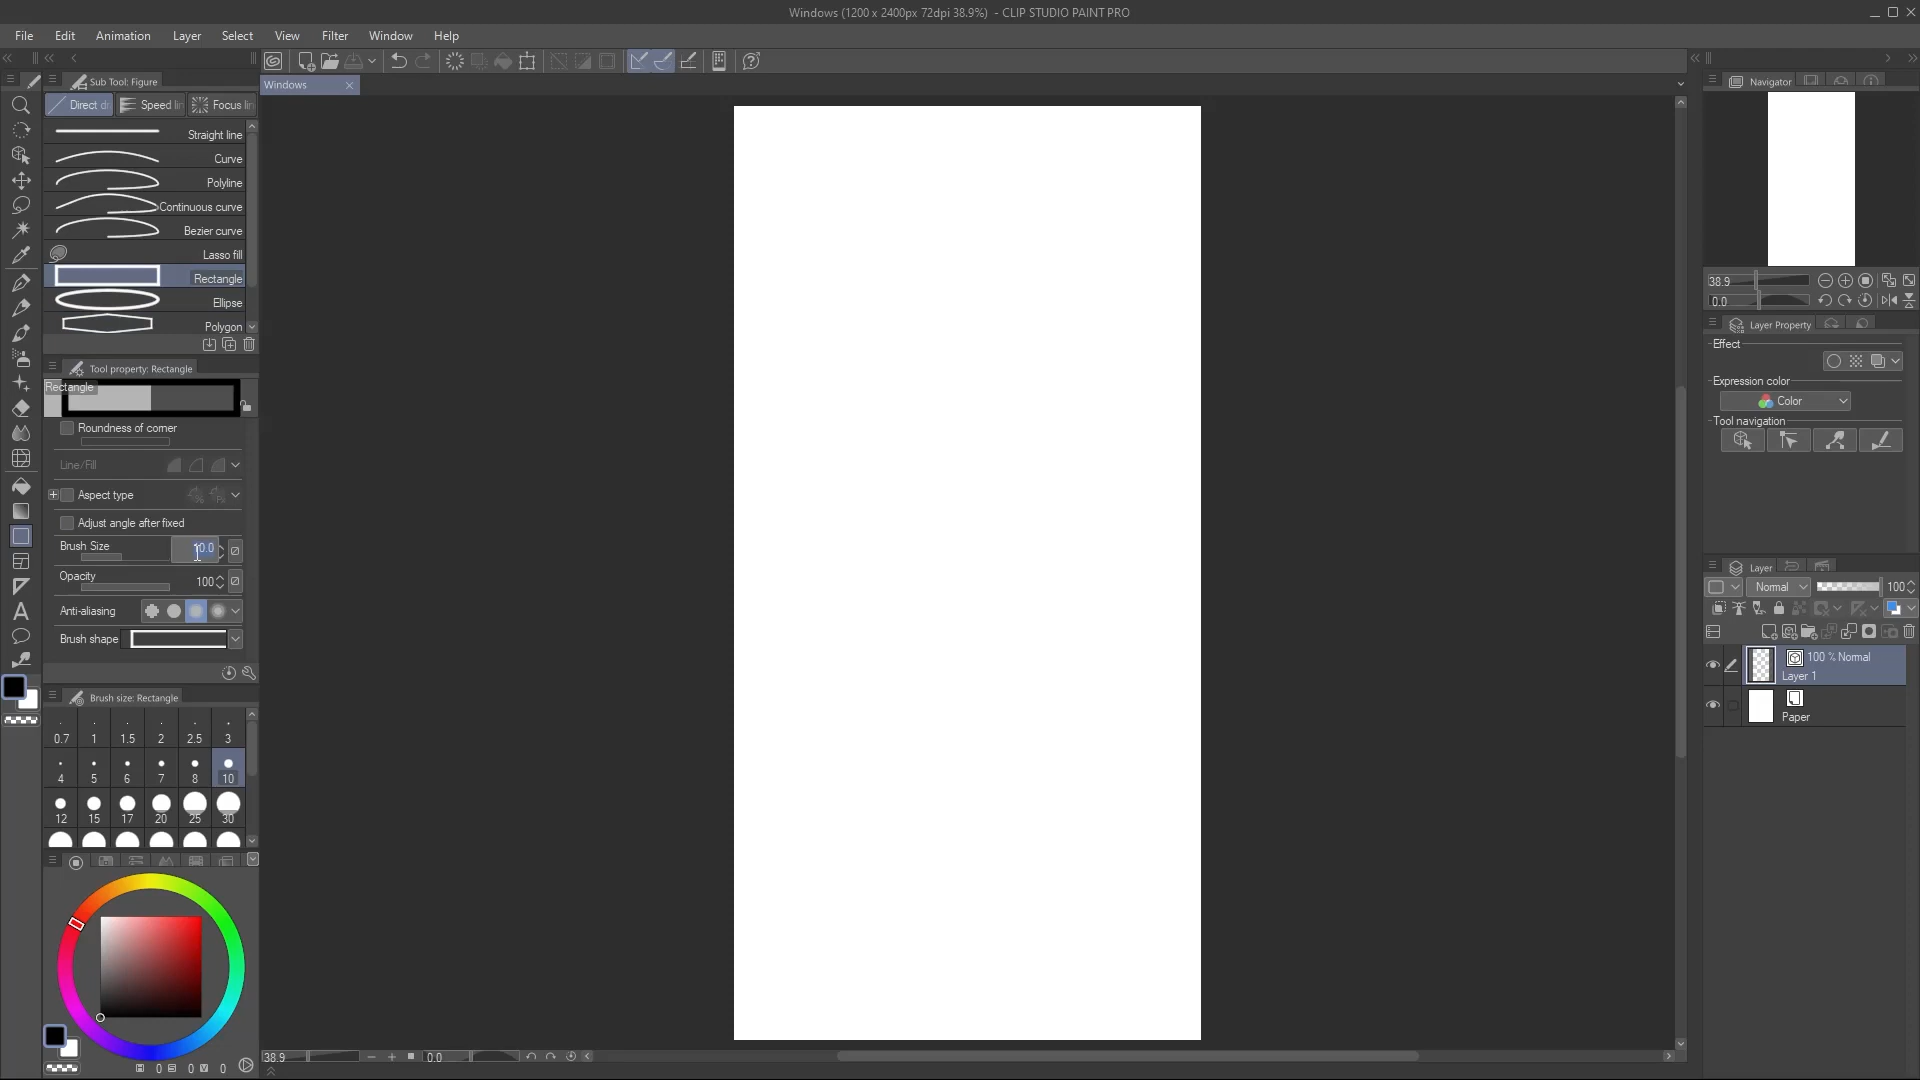 Windows (1200 x 2400px 72dpi 38.9%) - CLIP STUDIO PAINT PRO
File Edit Animation Layer Select View Filter Window Help
Sub Tool: Figure
Direct dr Speed lin Focus lin
Straight line
Curve
Polyline
Continuous curve
Bezier curve
Lasso fill
Rectangle
Ellipse
Polygon
Tool property: Rectangle
Rectangle
Roundness of corner
Line/Fill
Aspect type
Adjust angle after fixed
Brush Size 10.0
Opacity 100
Anti-aliasing
Brush shape
Brush size: Rectangle
0.7 1 1.5 2 2.5 3
4 5 6 7 8 10
12 15 17 20 25 30
0 0 0
Windows
38.9 0.0
Navigator
38.9
0.0
Layer Property
Effect
Expression color
Color
Tool navigation
Layer
Normal 100
100 % Normal
Layer 1
Paper